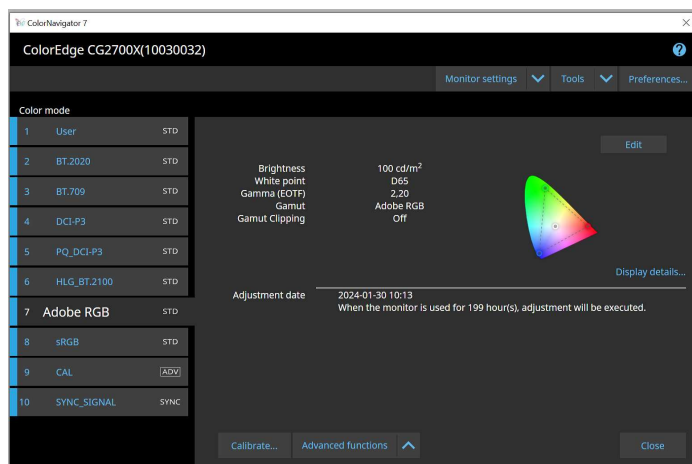 ColorNavigator 7
ColorEdge CG2700X(10030032)
Monitor settings Tools Preferences...
Color mode
1 User STD
2 BT.2020 STD
3 BT.709 STD
4 DCI-P3 STD
5 PQ_DCI-P3 STD
6 HLG_BT.2100 STD
7 Adobe RGB STD
8 sRGB STD
9 CAL ADV
10 SYNC_SIGNAL SYNC
Edit
Brightness 100 cd/m²
White point D65
Gamma (EOTF) 2,20
Gamut Adobe RGB
Gamut Clipping Off
Display details...
Adjustment date 2024-01-30 10:13
When the monitor is used for 199 hour(s), adjustment will be executed.
Calibrate... Advanced functions Close